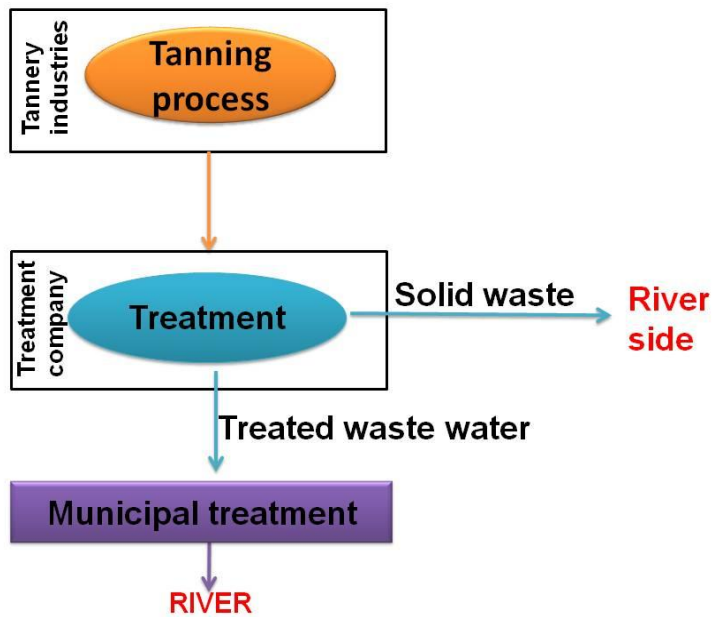 Tannery
industries
Tanning
process
Treatment
company
Treatment
Solid waste
River
side
Treated waste water
Municipal treatment
RIVER